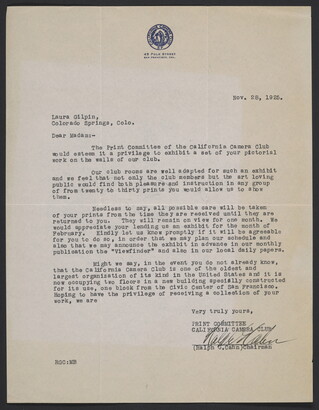 45 POLK STREET
SAN FRANCISCO, CAL.
Nov. 28, 1925.
Laura Gilpin,
Colorado Springs, Colo.
Dear Madam:-
The Print Committee of the California Camera Club
would esteem it a privilege to exhibit a set of your pictorial
work on the walls of our club.
Our club rooms are well adapted for such an exhibit
and we feel that not only the club members but the art loving
public would find both pleasure and instruction in any group
of from twenty to thirty prints you would allow us to show
them.
Needless to say, all possible care will be taken
of your prints from the time they are received until they are
returned to you. They will remain on view for one month. We
would appreciate your lending us an exhibit for the month of
February. Kindly let us know promptly if it will be agreeable
for you to do so, in order that we may plan our schedule and
also that we may announce the exhibit in advance in our monthly
publication the "Viewfinder" and also in our local daily papers.
Might we say, in the event you do not already know,
that the California Camera Club is one of the oldest and
largest organization of its kind in the United States and it is
now occupying two floors in a new building specially constructed
for its use, one block from the Civic Center of San Francisco.
Hoping to have the privilege of receiving a collection of your
work, we are
Very truly yours,
PRINT COMMITTEE
CALIFORNIA CAMERA CLUB
(Ralph C.Cahn)Chairman
RGC:MB